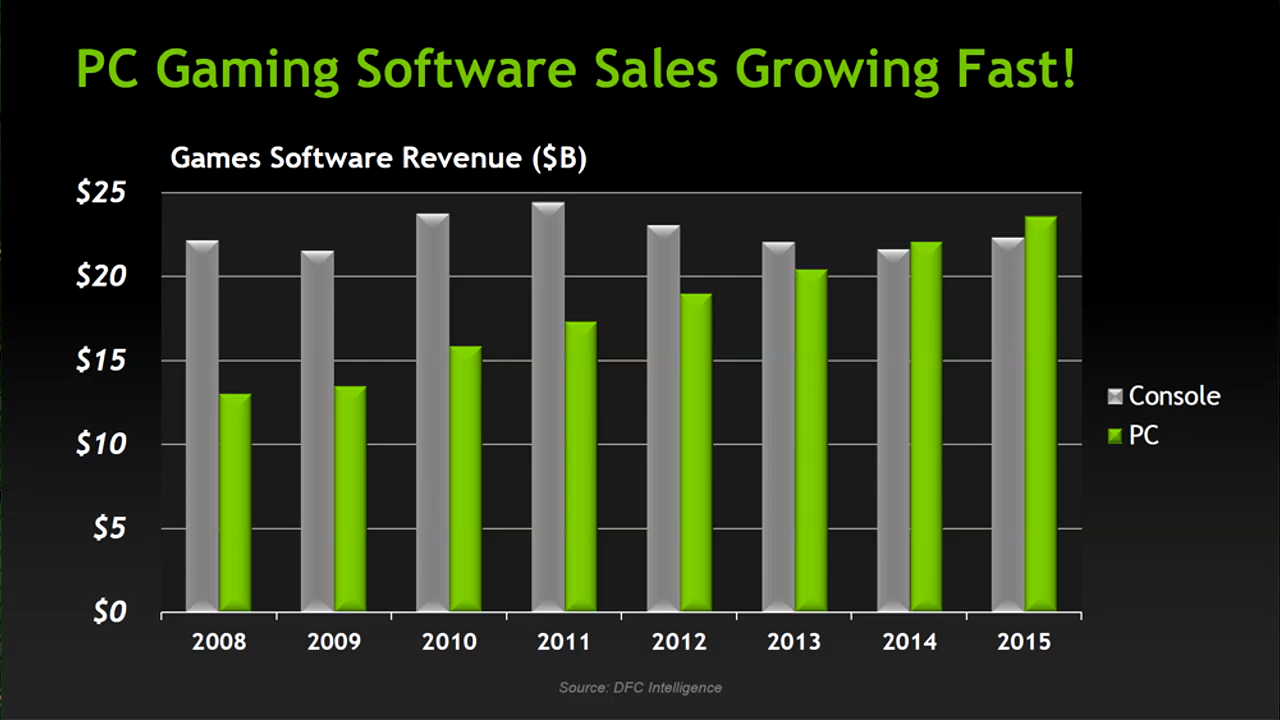 PC Gaming Software Sales Growing Fast!
Games Software Revenue ($B)
$25
$20
$15
$10
$5
$0
Console
PC
2008 2009 2010 2011 2012 2013 2014 2015
Source: DFC Intelligence